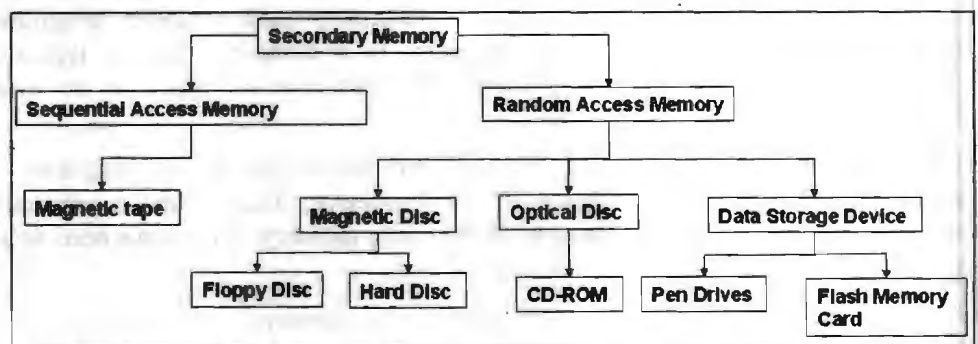 Secondary Memory
Sequential Access Memory
Random Access Memory
Magnetic tape
Magnetic Disc
Optical Disc
Data Storage Device
Floppy Disc
Hard Disc
CD-ROM
Pen Drives
Flash Memory
Card